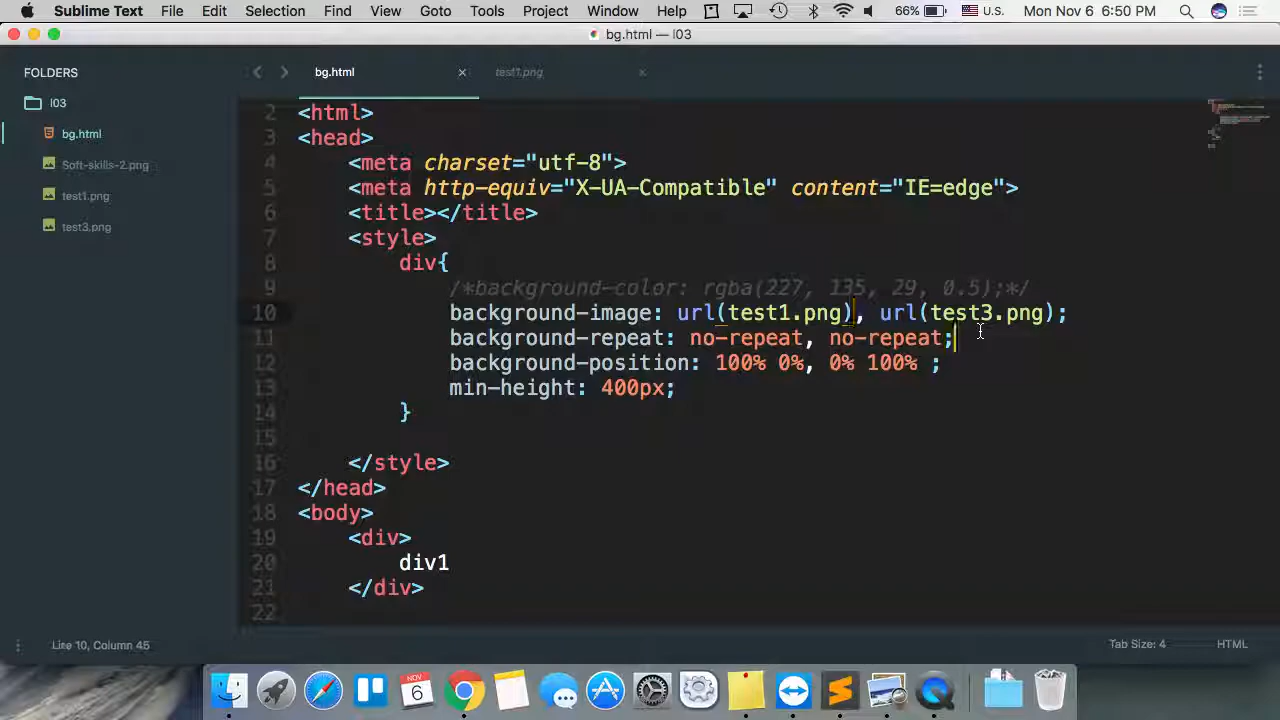 Sublime Text File Edit Selection Find View Goto Tools Project Window Help 66% U.S. Mon Nov 6 6:50 PM
bg.html — l03
FOLDERS
l03
bg.html
Soft-skills-2.png
test1.png
test3.png
bg.html × test1.png ×
2 <html>
3 <head>
4 <meta charset="utf-8">
5 <meta http-equiv="X-UA-Compatible" content="IE=edge">
6 <title></title>
7 <style>
8 div{
9 /*background-color: rgba(227, 135, 29, 0.5);*/
10 background-image: url(test1.png), url(test3.png);
11 background-repeat: no-repeat, no-repeat;
12 background-position: 100% 0%, 0% 100% ;
13 min-height: 400px;
14 }
15
16 </style>
17 </head>
18 <body>
19 <div>
20 div1
21 </div>
22
Line 10, Column 45 Tab Size: 4 HTML
NOV
6